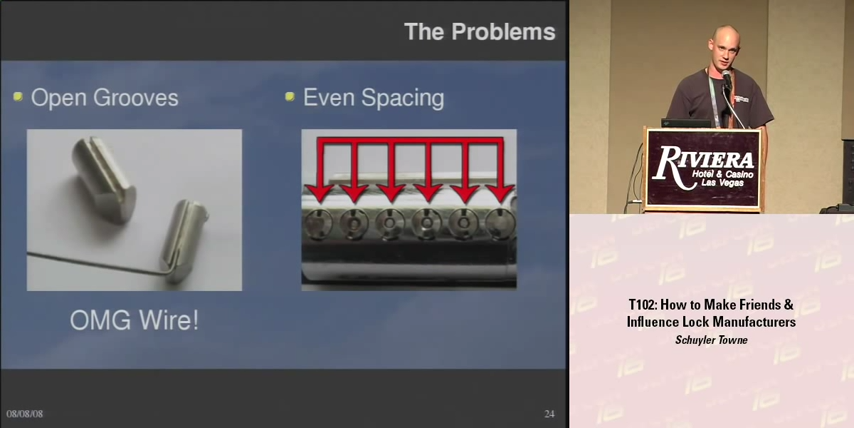 The Problems
Open Grooves
Even Spacing
OMG Wire!
08/08/08
24
RIVIERA
Hotel & Casino
Las Vegas
T102: How to Make Friends &
Influence Lock Manufacturers
Schuyler Towne